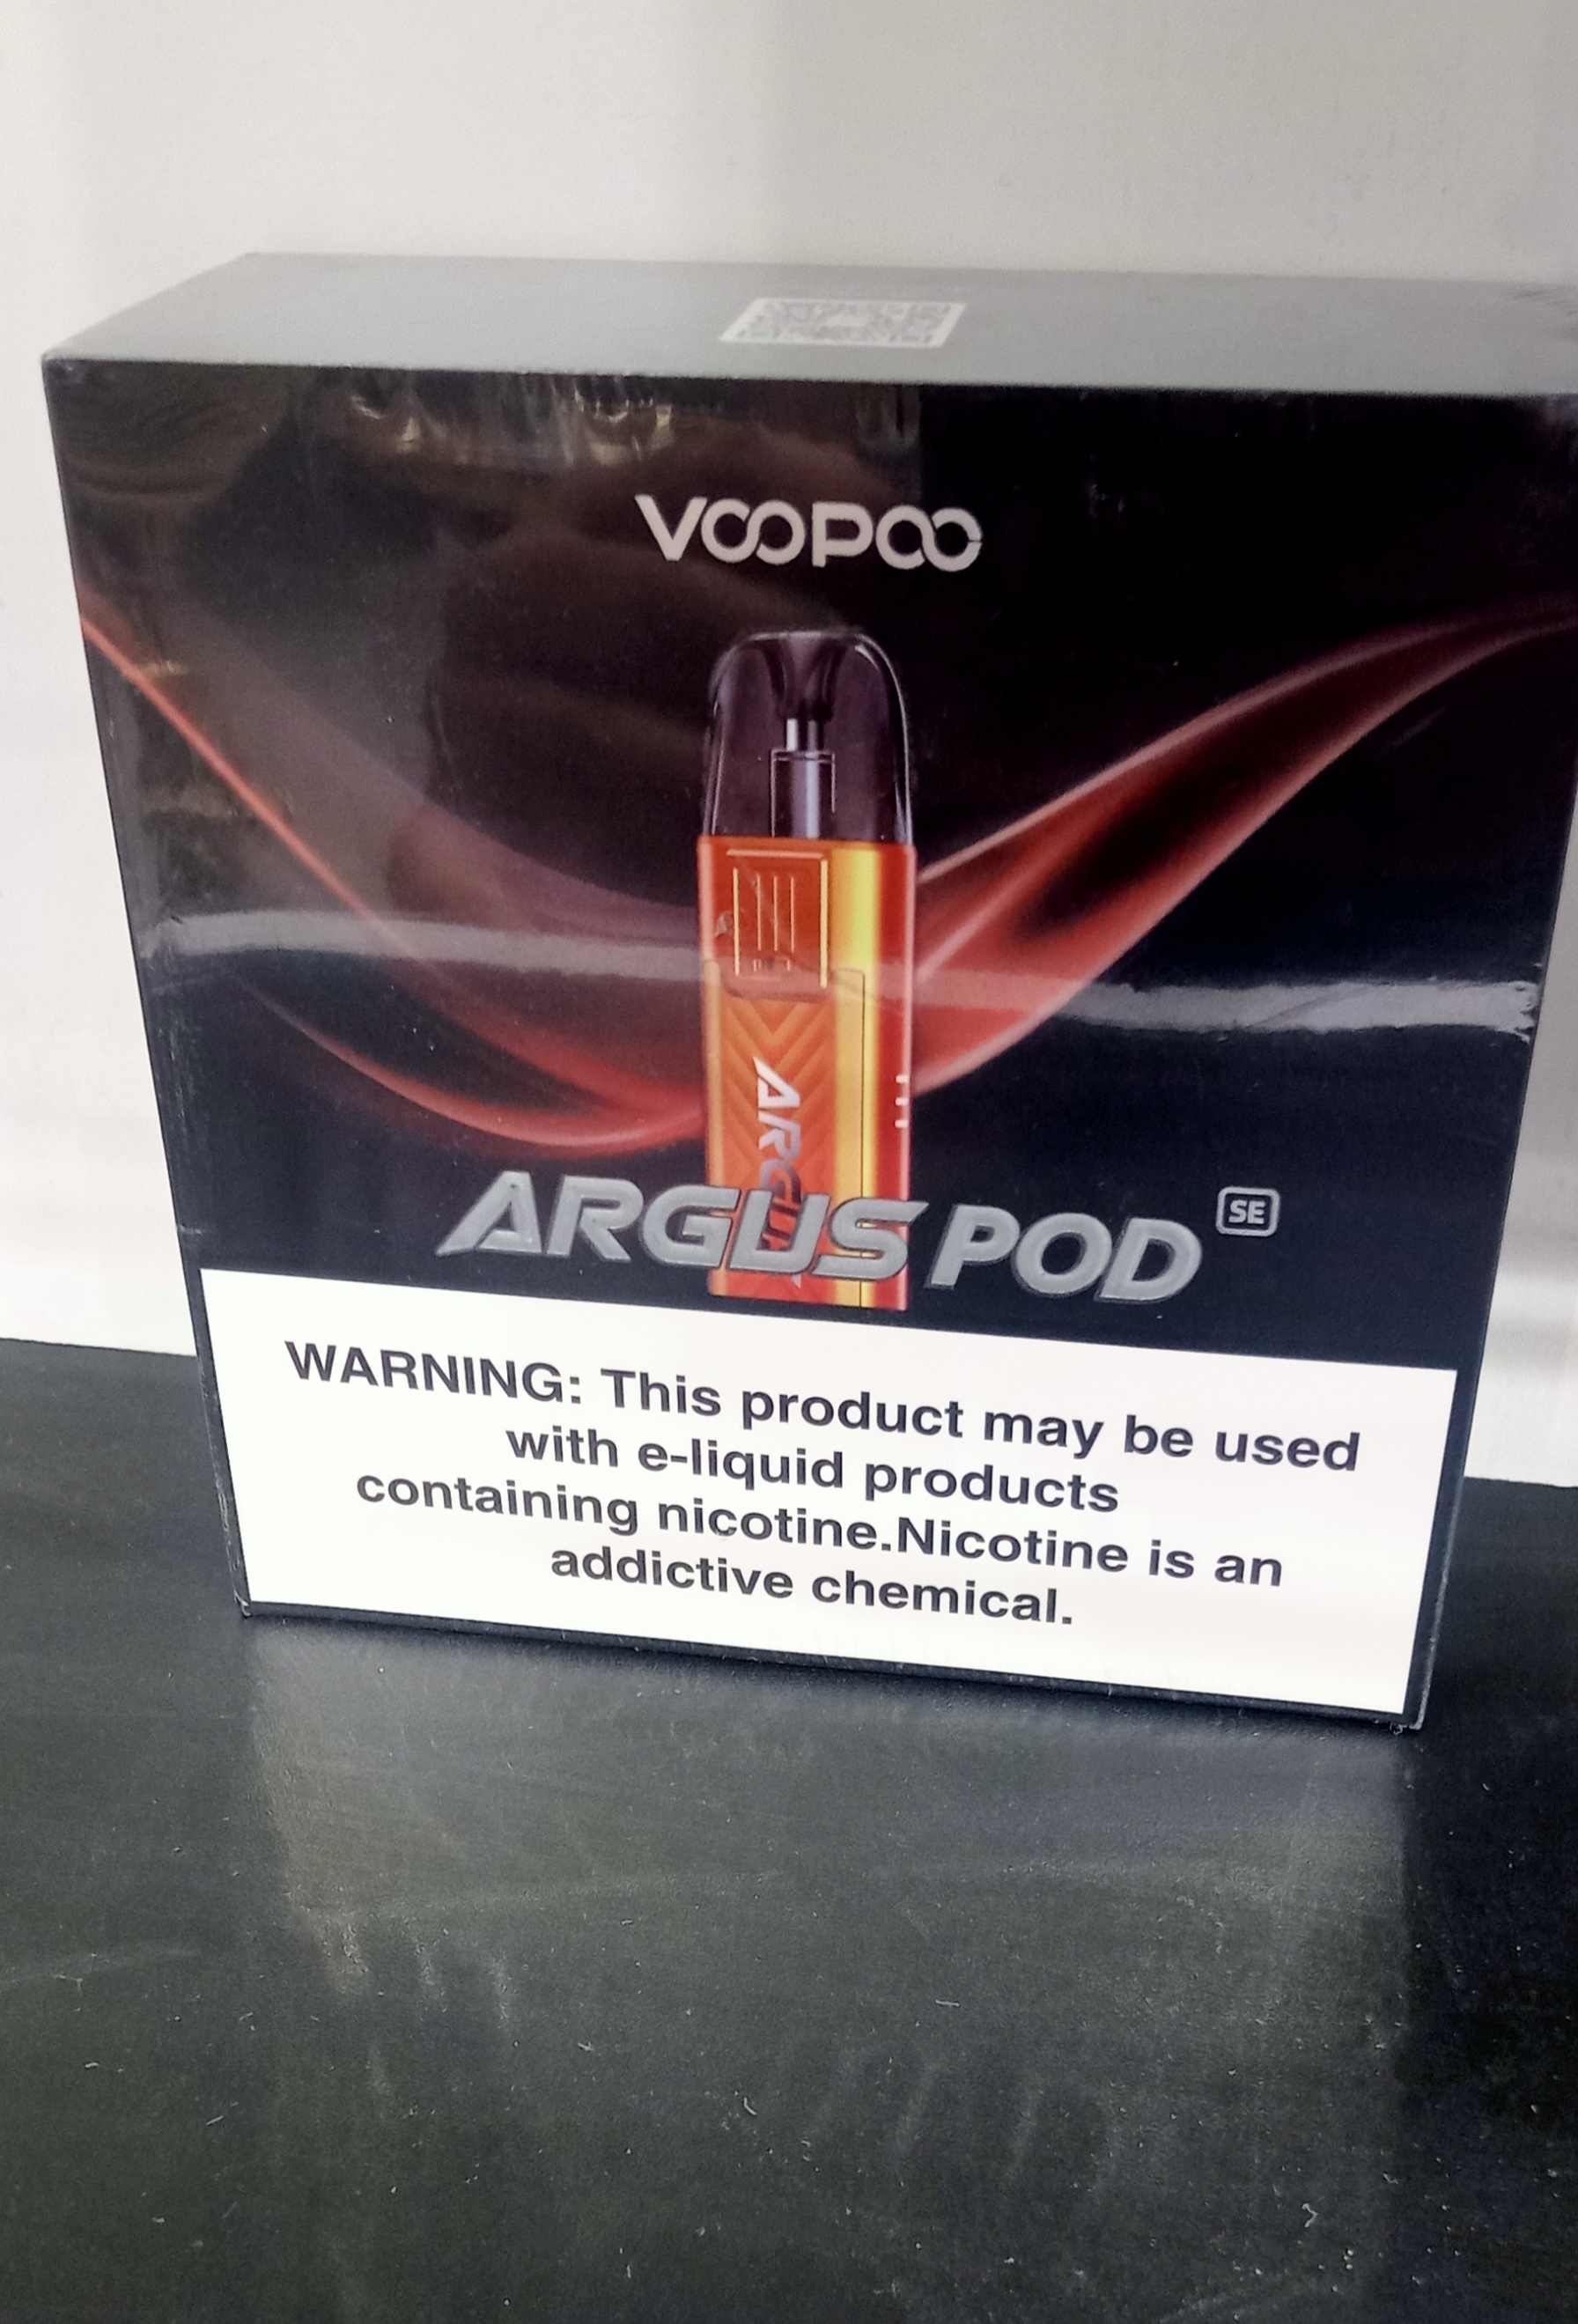 VOOPOO
ARGUS
ARGUS POD SE
WARNING: This product may be used
with e-liquid products
containing nicotine.Nicotine is an
addictive chemical.